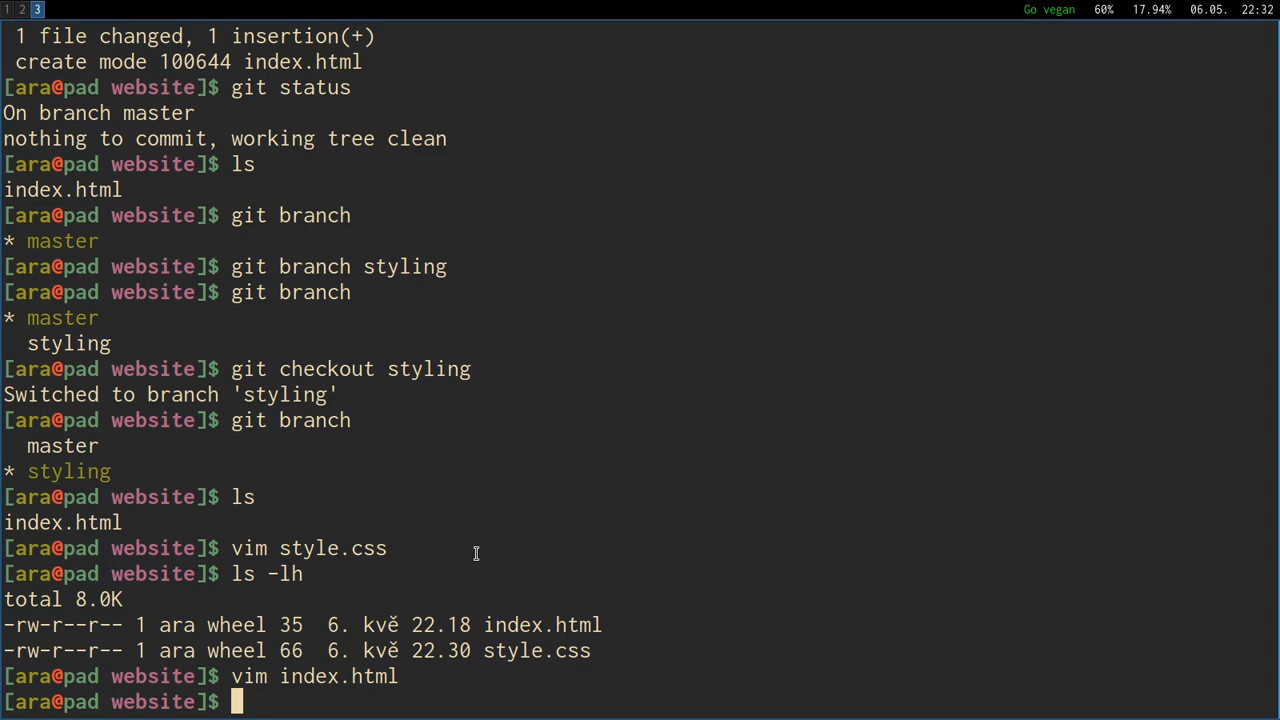 1 2 3 Go vegan 60% 17.94% 06.05. 22:32
1 file changed, 1 insertion(+)
create mode 100644 index.html
[ara@pad website]$ git status
On branch master
nothing to commit, working tree clean
[ara@pad website]$ ls
index.html
[ara@pad website]$ git branch
* master
[ara@pad website]$ git branch styling
[ara@pad website]$ git branch
* master
styling
[ara@pad website]$ git checkout styling
Switched to branch 'styling'
[ara@pad website]$ git branch
master
* styling
[ara@pad website]$ ls
index.html
[ara@pad website]$ vim style.css
[ara@pad website]$ ls -lh
total 8.0K
-rw-r--r-- 1 ara wheel 35  6. kvě 22.18 index.html
-rw-r--r-- 1 ara wheel 66  6. kvě 22.30 style.css
[ara@pad website]$ vim index.html
[ara@pad website]$